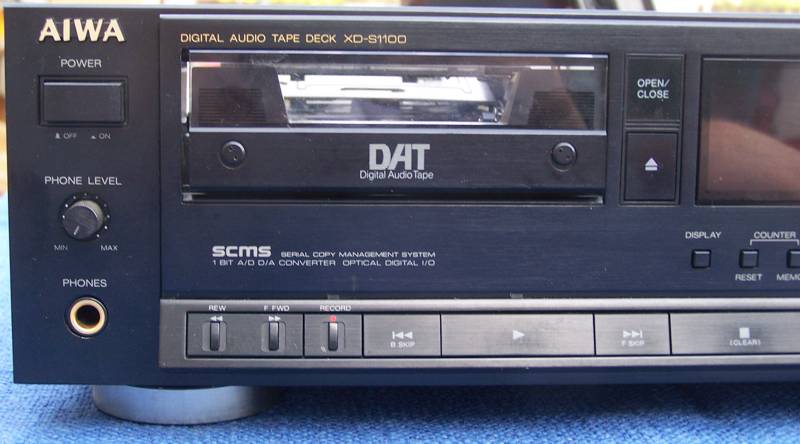 AIWA
DIGITAL AUDIO TAPE DECK XD-S1100
POWER
OFF ON
OPEN/
CLOSE
DAT
Digital Audio Tape
PHONE LEVEL
MIN MAX
PHONES
SCMS SERIAL COPY MANAGEMENT SYSTEM
1 BIT A/D D/A CONVERTER OPTICAL DIGITAL I/O
DISPLAY
COUNTER
RESET MEMO
REW F.FWD RECORD
B.SKIP
F.SKIP
(CLEAR)